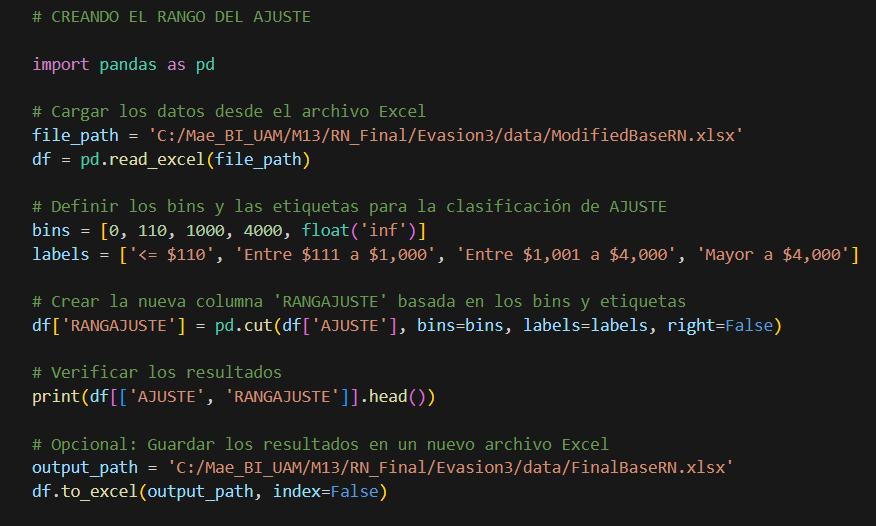 # CREANDO EL RANGO DEL AJUSTE
import pandas as pd
# Cargar los datos desde el archivo Excel
file_path = 'C:/Mae_BI_UAM/M13/RN_Final/Evasion3/data/ModifiedBaseRN.xlsx'
df = pd.read_excel(file_path)
# Definir los bins y las etiquetas para la clasificación de AJUSTE
bins = [0, 110, 1000, 4000, float('inf')]
labels = ['<= $110', 'Entre $111 a $1,000', 'Entre $1,001 a $4,000', 'Mayor a $4,000']
# Crear la nueva columna 'RANGAJUSTE' basada en los bins y etiquetas
df['RANGAJUSTE'] = pd.cut(df['AJUSTE'], bins=bins, labels=labels, right=False)
# Verificar los resultados
print(df[['AJUSTE', 'RANGAJUSTE']].head())
# Opcional: Guardar los resultados en un nuevo archivo Excel
output_path = 'C:/Mae_BI_UAM/M13/RN_Final/Evasion3/data/FinalBaseRN.xlsx'
df.to_excel(output_path, index=False)